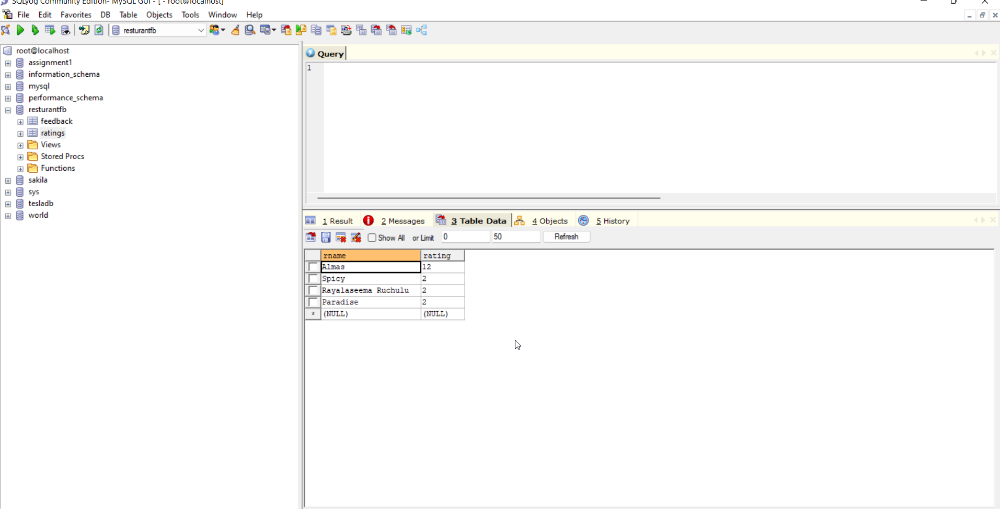 SQLyog Community Edition- MySQL GUI - [ - root@localhost]
File Edit Favorites DB Table Objects Tools Window Help
resturantfb
root@localhost
assignment1
information_schema
mysql
performance_schema
resturantfb
feedback
ratings
Views
Stored Procs
Functions
sakila
sys
tesladb
world
Query
1
1 Result 2 Messages 3 Table Data 4 Objects 5 History
Show All or Limit 0 50 Refresh
rname rating
Almas 12
Spicy 2
Rayalaseema Ruchulu 2
Paradise 2
* (NULL) (NULL)